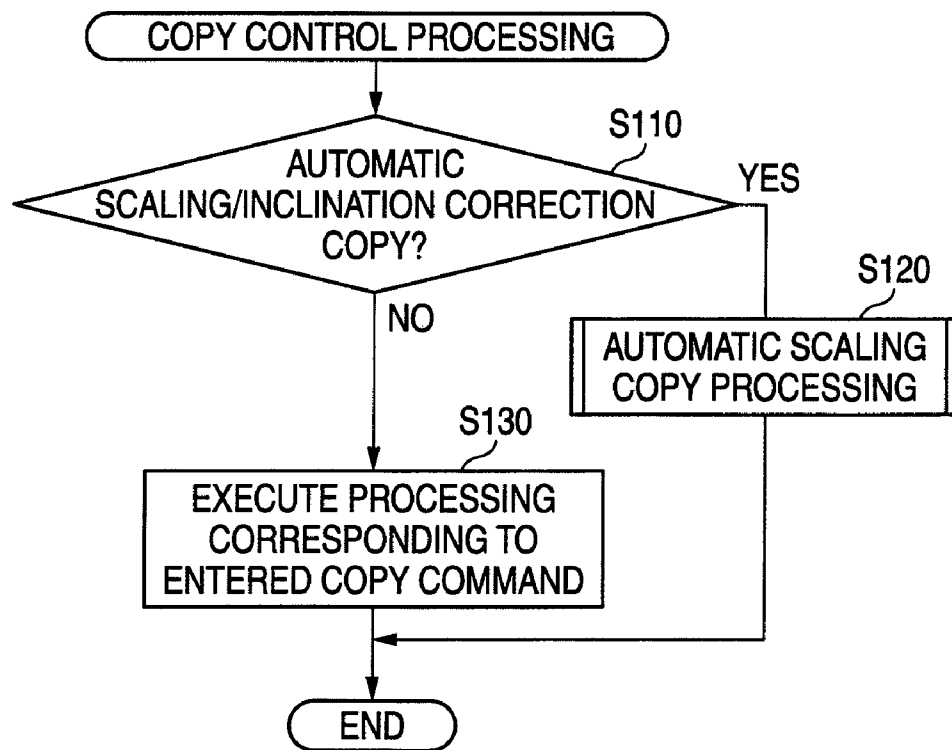 COPY CONTROL PROCESSING
S110
AUTOMATIC
SCALING/INCLINATION CORRECTION
COPY?
YES
NO
S120
AUTOMATIC SCALING
COPY PROCESSING
S130
EXECUTE PROCESSING
CORRESPONDING TO
ENTERED COPY COMMAND
END